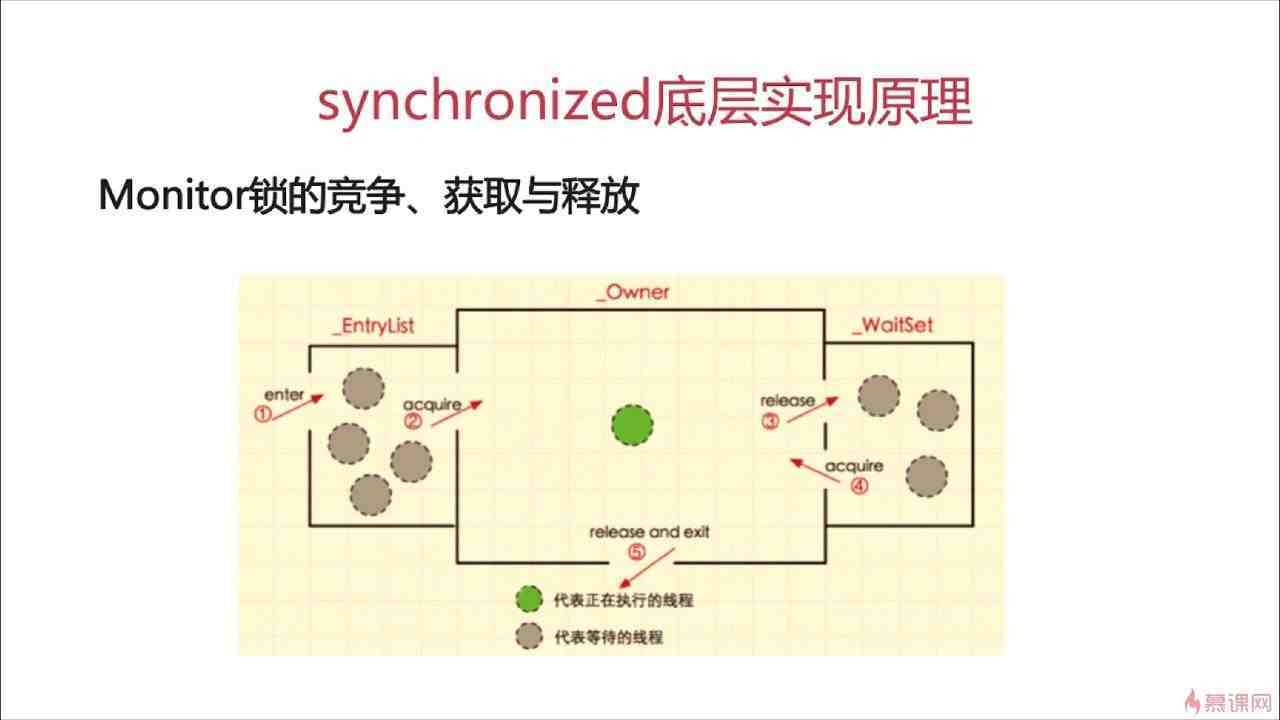 synchronized底层实现原理
Monitor锁的竞争、获取与释放
_Owner
_EntryList
_WaitSet
enter
①
acquire
②
release
③
acquire
④
release and exit
⑤
代表正在执行的线程
代表等待的线程
慕课网